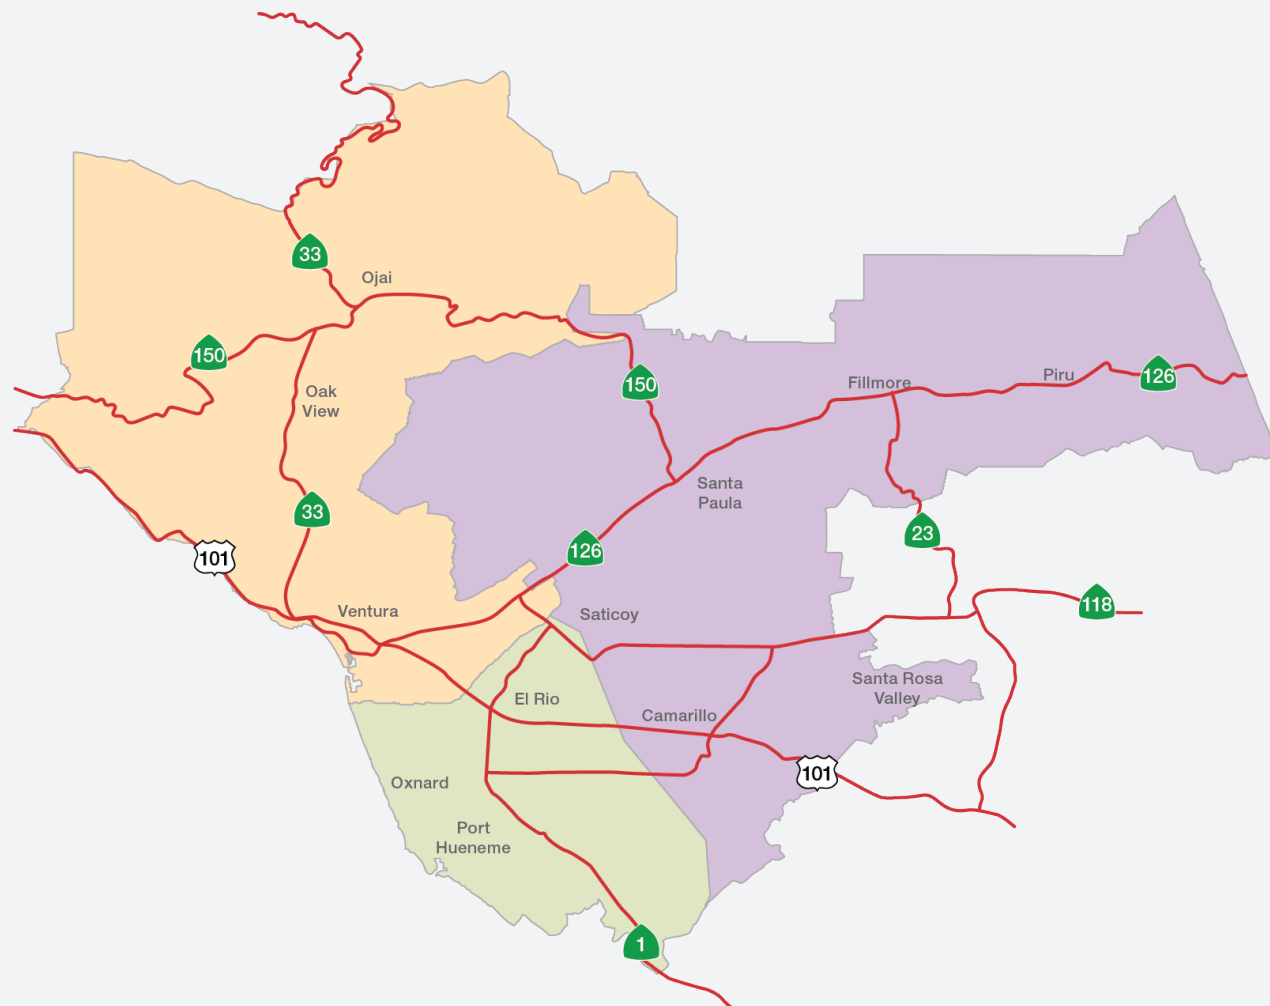 33
Ojai
150
150
Fillmore
Piru
126
Oak
View
Santa
Paula
33
23
101
126
118
Ventura
Saticoy
Santa Rosa
Valley
El Rio
Camarillo
101
Oxnard
Port
Hueneme
1